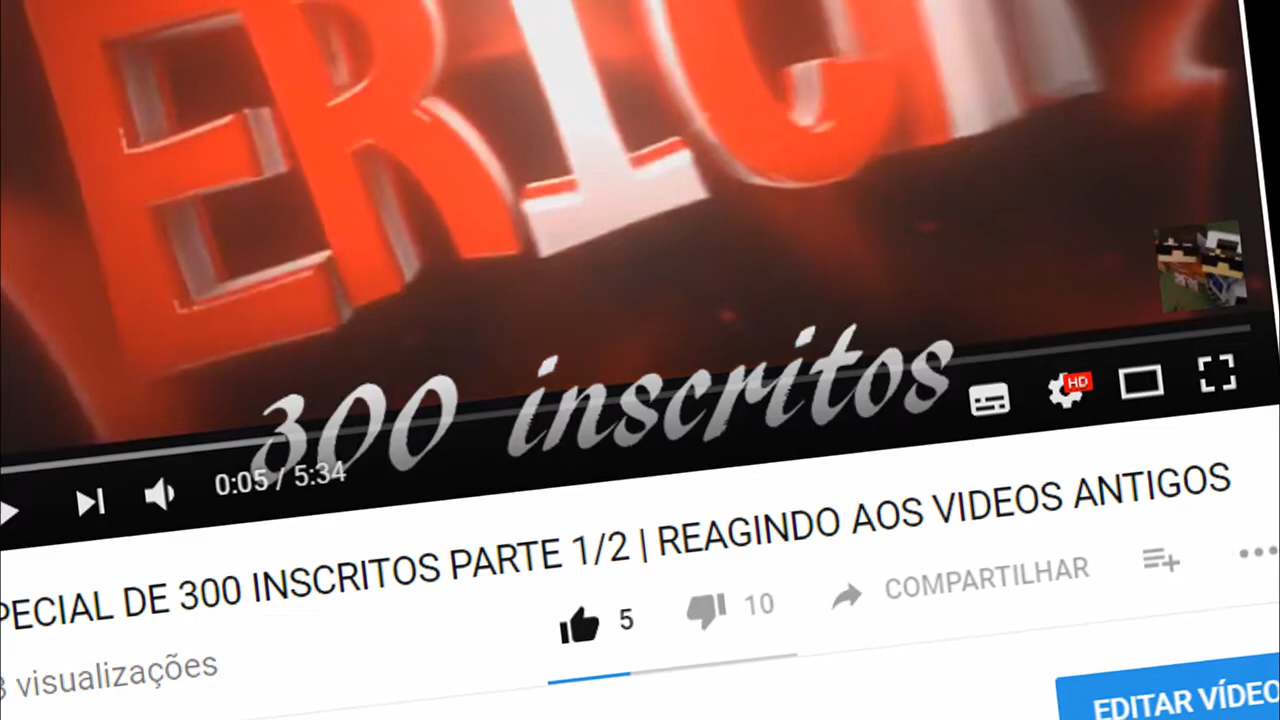 300 inscritos
HD
0:05 / 5:34
PECIAL DE 300 INSCRITOS PARTE 1/2 | REAGINDO AOS VIDEOS ANTIGOS
5 10 COMPARTILHAR
visualizações
EDITAR VÍDEO